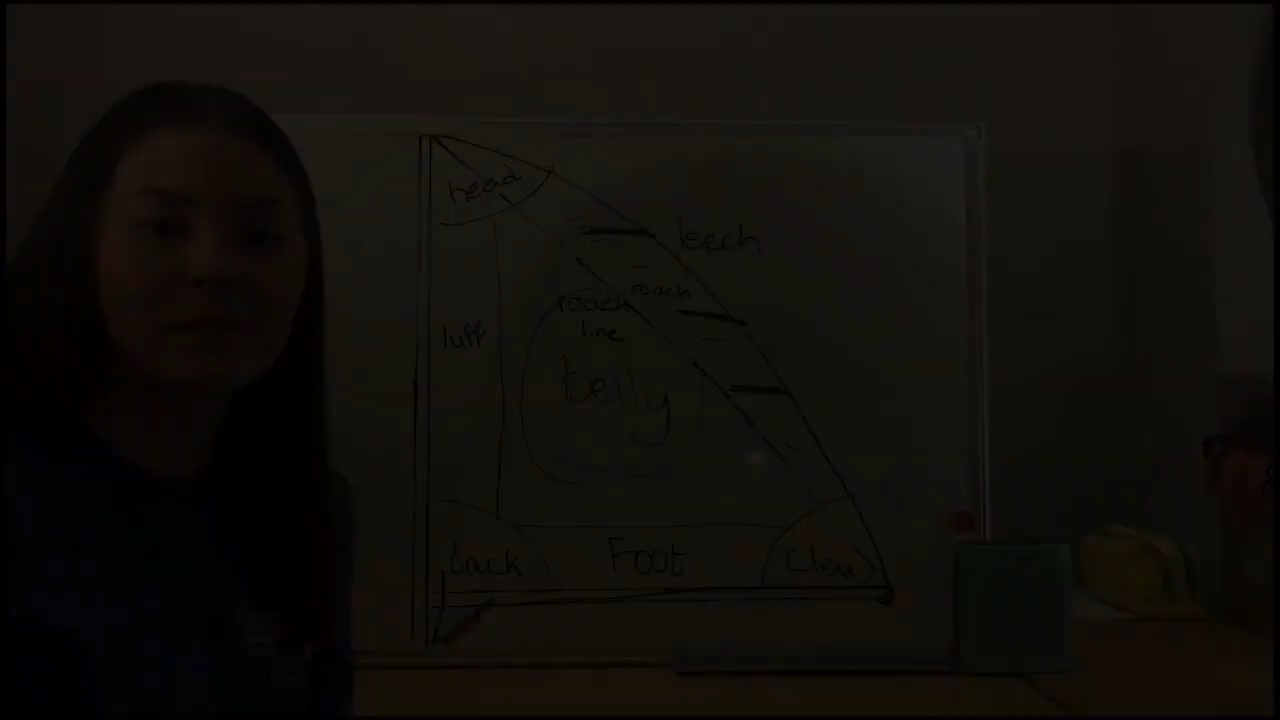 head
leech
roach
roach
line
luff
belly
tack
Foot
Clew